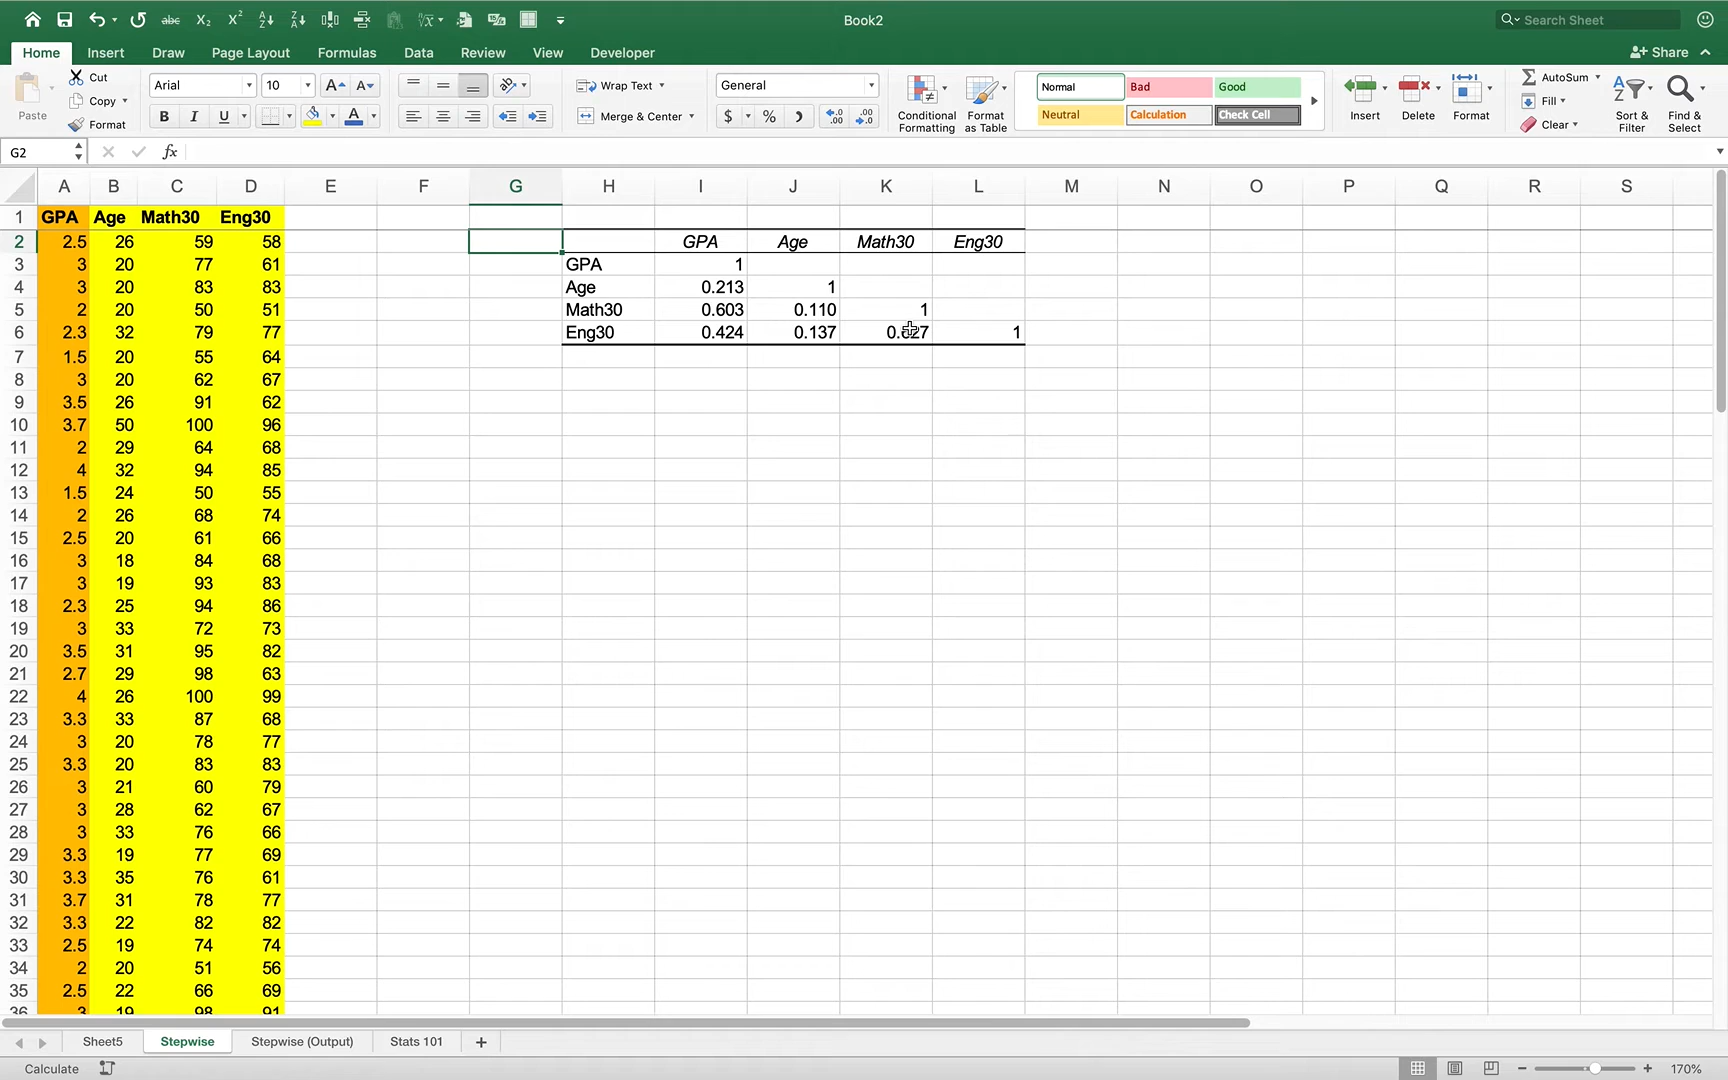 Book2
Search Sheet
Home Insert Draw Page Layout Formulas Data Review View Developer
Share
Paste
Cut
Copy
Format
Arial 10
Wrap Text
Merge & Center
General
Conditional Formatting
Format as Table
Normal Bad Good
Neutral Calculation Check Cell
Insert Delete Format
AutoSum
Fill
Clear
Sort & Filter
Find & Select
G2 fx
A B C D E F G H I J K L M N O P Q R S
1 GPA Age Math30 Eng30
2 2.5 26 59 58 GPA Age Math30 Eng30
3 3 20 77 61 GPA 1
4 3 20 83 83 Age 0.213 1
5 2 20 50 51 Math30 0.603 0.110 1
6 2.3 32 79 77 Eng30 0.424 0.137 1
7 1.5 20 55 64
8 3 20 62 67
9 3.5 26 91 62
10 3.7 50 100 96
11 2 29 64 68
12 4 32 94 85
13 1.5 24 50 55
14 2 26 68 74
15 2.5 20 61 66
16 3 18 84 68
17 3 19 93 83
18 2.3 25 94 86
19 3 33 72 73
20 3.5 31 95 82
21 2.7 29 98 63
22 4 26 100 99
23 3.3 33 87 68
24 3 20 78 77
25 3.3 20 83 83
26 3 21 60 79
27 3 28 62 67
28 3 33 76 66
29 3.3 19 77 69
30 3.3 35 76 61
31 3.7 31 78 77
32 3.3 22 82 82
33 2.5 19 74 74
34 2 20 51 56
35 2.5 22 66 69
36 3 19 98 91
Sheet5 Stepwise Stepwise (Output) Stats 101
Calculate
170%